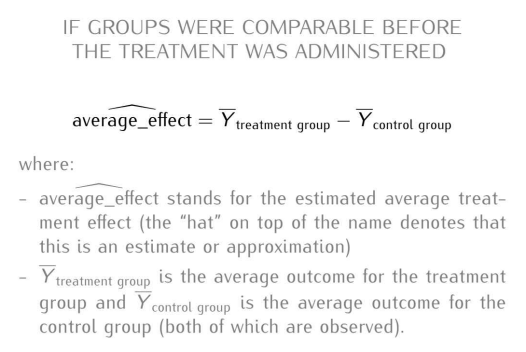 IF GROUPS WERE COMPARABLE BEFORE
THE TREATMENT WAS ADMINISTERED
$\widehat{\text{average\_effect}} = \overline{Y}_{\text{treatment group}} - \overline{Y}_{\text{control group}}$
where:
– $\widehat{\text{average\_effect}}$ stands for the estimated average treat-
ment effect (the “hat” on top of the name denotes that
this is an estimate or approximation)
– $\overline{Y}_{\text{treatment group}}$ is the average outcome for the treatment
group and $\overline{Y}_{\text{control group}}$ is the average outcome for the
control group (both of which are observed).